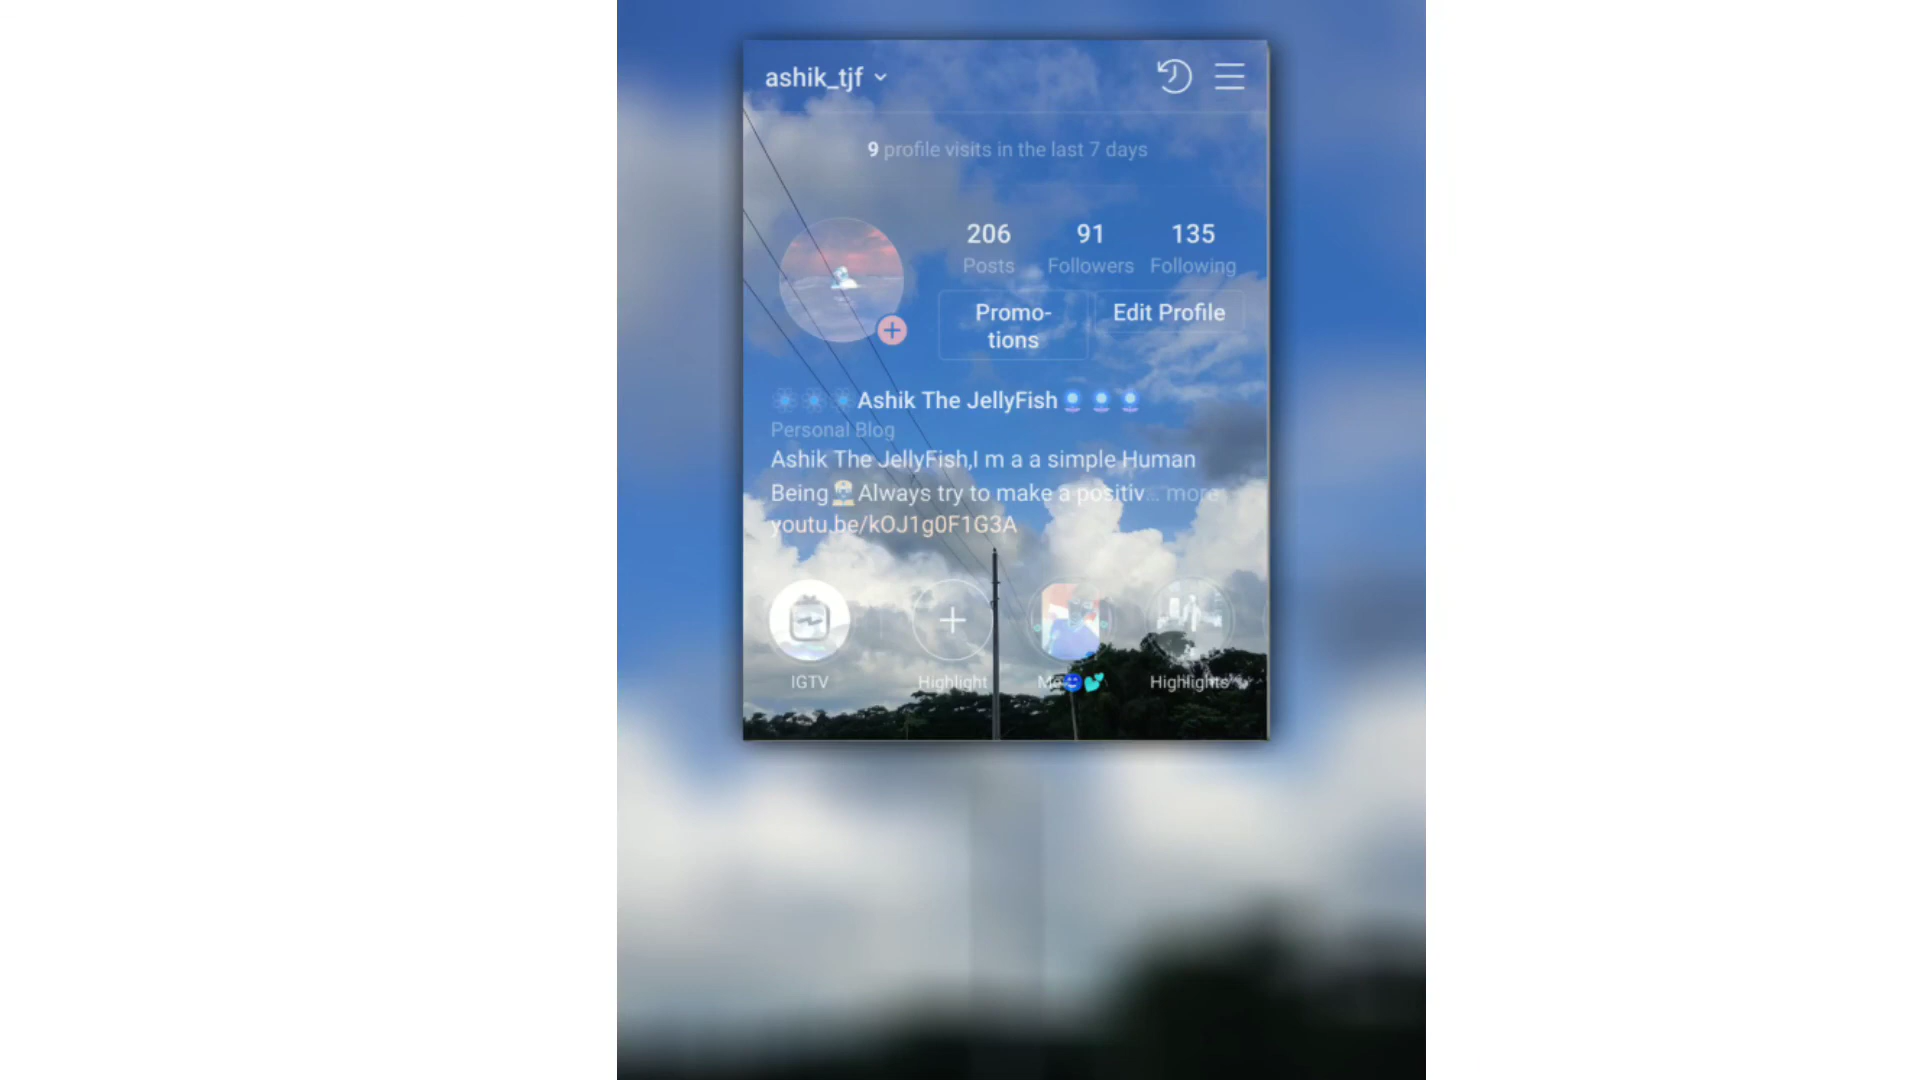 ashik_tjf
9 profile visits in the last 7 days
206 91 135
Posts Followers Following
Promo- Edit Profile
tions
Ashik The JellyFish
Personal Blog
Ashik The JellyFish,I m a a simple Human
Being Always try to make a positiv... more
youtu.be/kOJ1g0F1G3A
IGTV Highlight Me Highlights